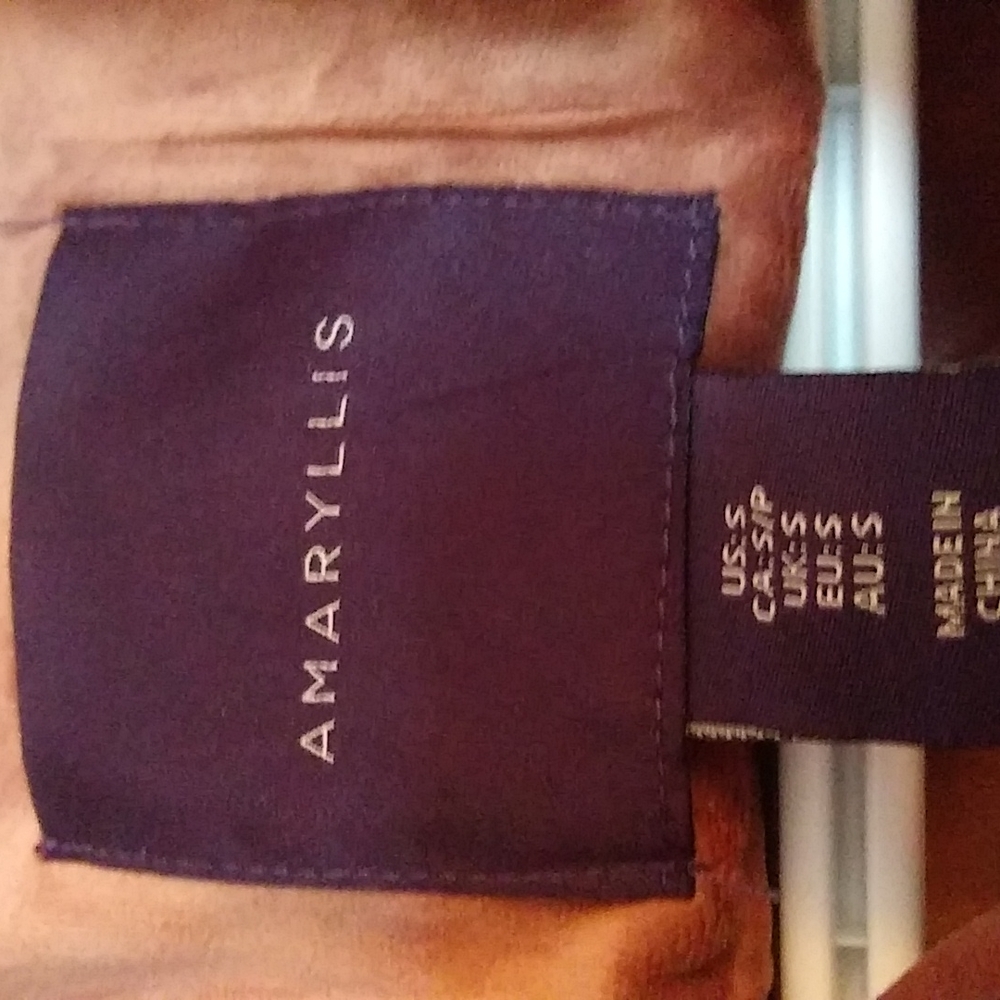 AMARYLLIS
US:S
CA:S/P
UK:S
EU:S
AU:S
MADE IN
CHINA